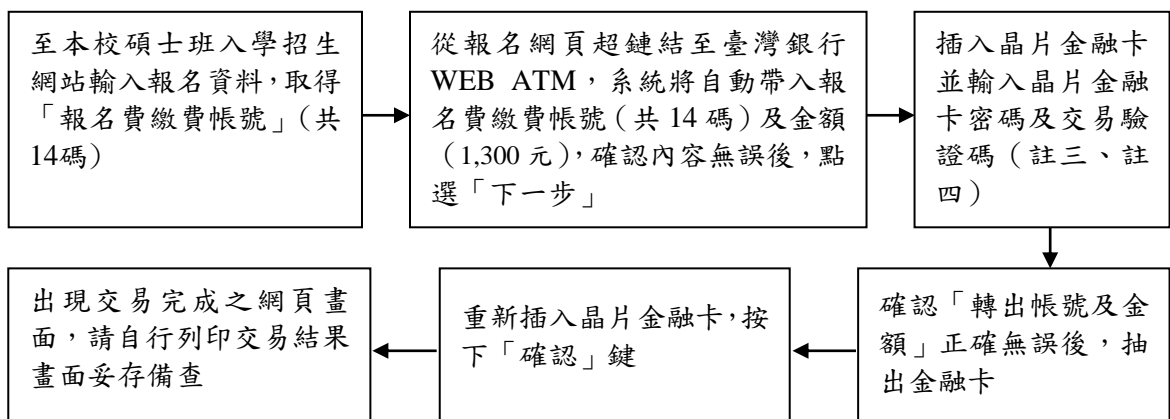 至本校碩士班入學招生
網站輸入報名資料，取得
「報名費繳費帳號」（共
14碼）
從報名網頁超鏈結至臺灣銀行
WEB ATM，系統將自動帶入報
名費繳費帳號（共 14 碼）及金額
（1,300 元），確認內容無誤後，點
選「下一步」
插入晶片金融卡
並輸入晶片金融
卡密碼及交易驗
證碼（註三、註
四）
確認「轉出帳號及金
額」正確無誤後，抽
出金融卡
重新插入晶片金融卡，按
下「確認」鍵
出現交易完成之網頁畫
面，請自行列印交易結果
畫面妥存備查